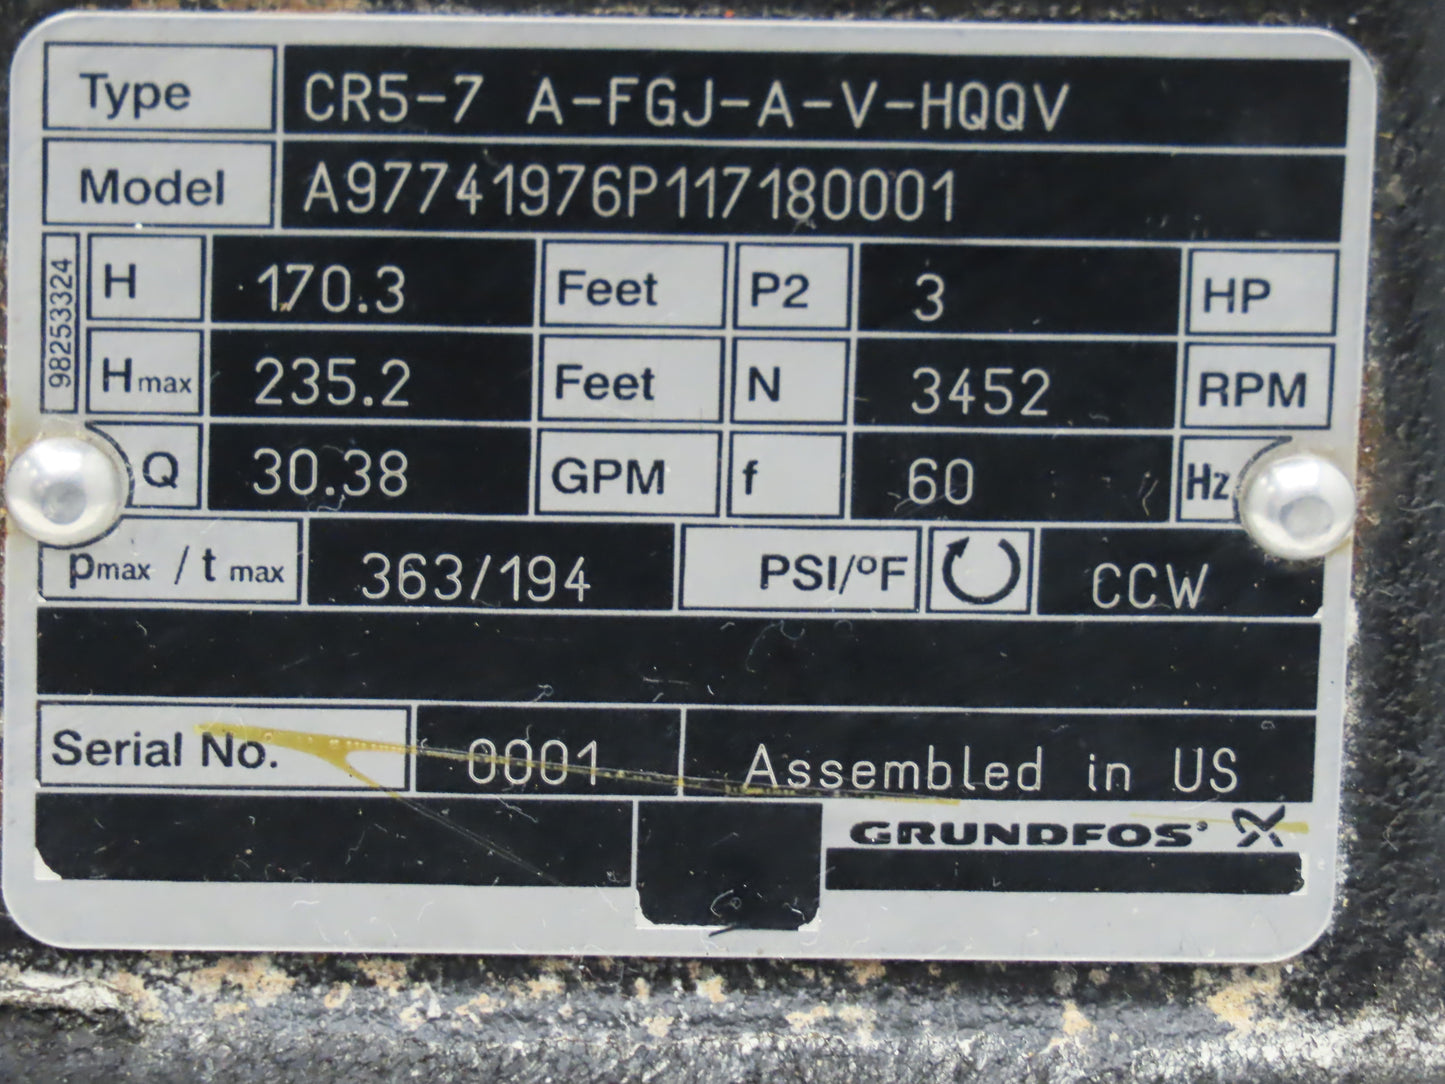 Type CR5-7 A-FGJ-A-V-HQQV
Model A97741976P117180001
98253324
H 170.3 Feet P2 3 HP
Hmax 235.2 Feet N 3452 RPM
Q 30.38 GPM f 60 Hz
pmax / t max 363/194 PSI/ºF CCW
Serial No. 0001 Assembled in US
GRUNDFOS